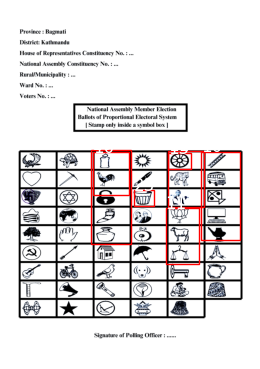 Province : Bagmati
District: Kathmandu
House of Representatives Constituency No. : ...
National Assembly Constituency No. : ...
Rural/Municipality : ...
Ward No. : ...
Voters No. : ...
National Assembly Member Election
Ballots of Proportional Electoral System
[ Stamp only inside a symbol box ]
Signature of Polling Officer : ......